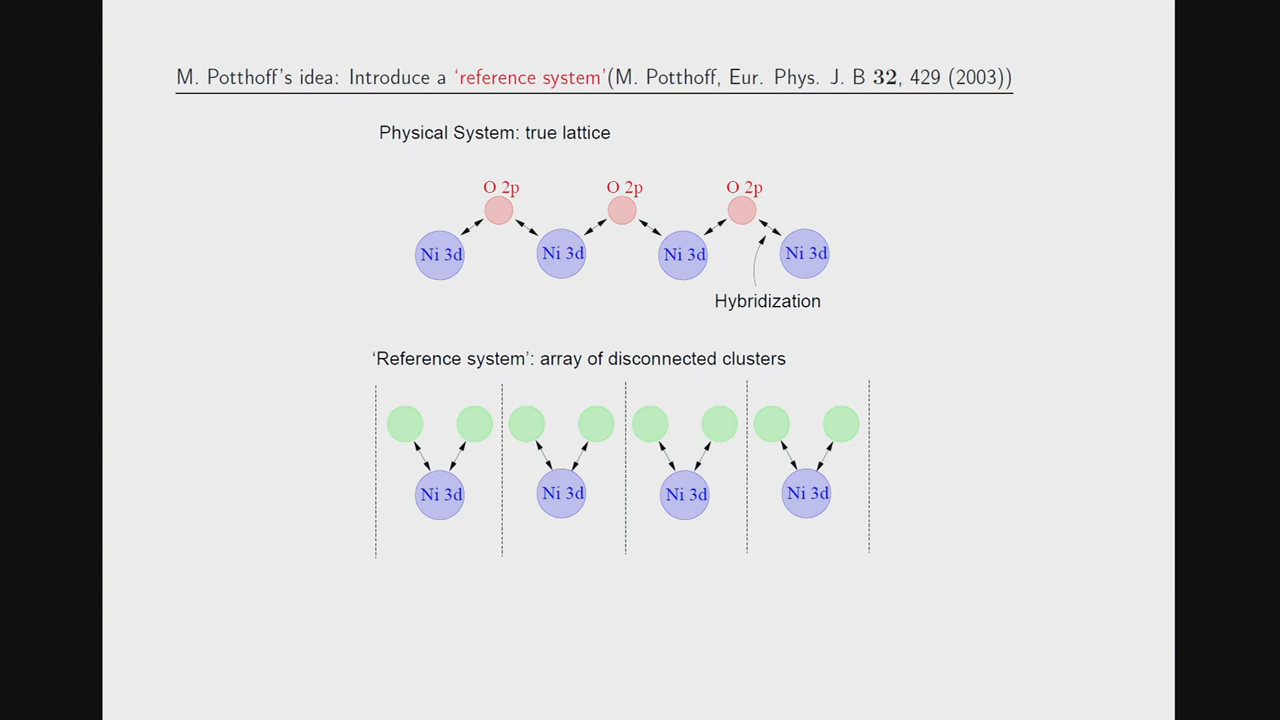 M. Potthoff's idea: Introduce a ‘reference system’(M. Potthoff, Eur. Phys. J. B 32, 429 (2003))
Physical System: true lattice
O 2p O 2p O 2p
Ni 3d Ni 3d Ni 3d Ni 3d
Hybridization
‘Reference system’: array of disconnected clusters
Ni 3d Ni 3d Ni 3d Ni 3d